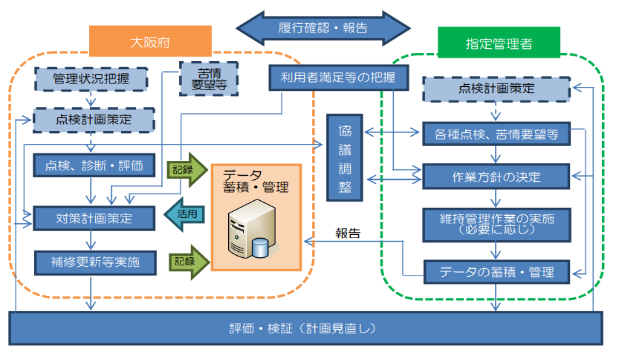 履行確認・報告
大阪府
指定管理者
管理状況把握
苦情
要望等
利用者満足等の把握
点検計画策定
点検計画策定
協
議
調
整
各種点検、苦情要望等
点検、診断・評価
記録
データ
蓄積・管理
作業方針の決定
対策計画策定
活用
維持管理作業の実施
（必要に応じ）
補修更新等実施
記録
報告
データの蓄積・管理
評価・検証（計画見直し）